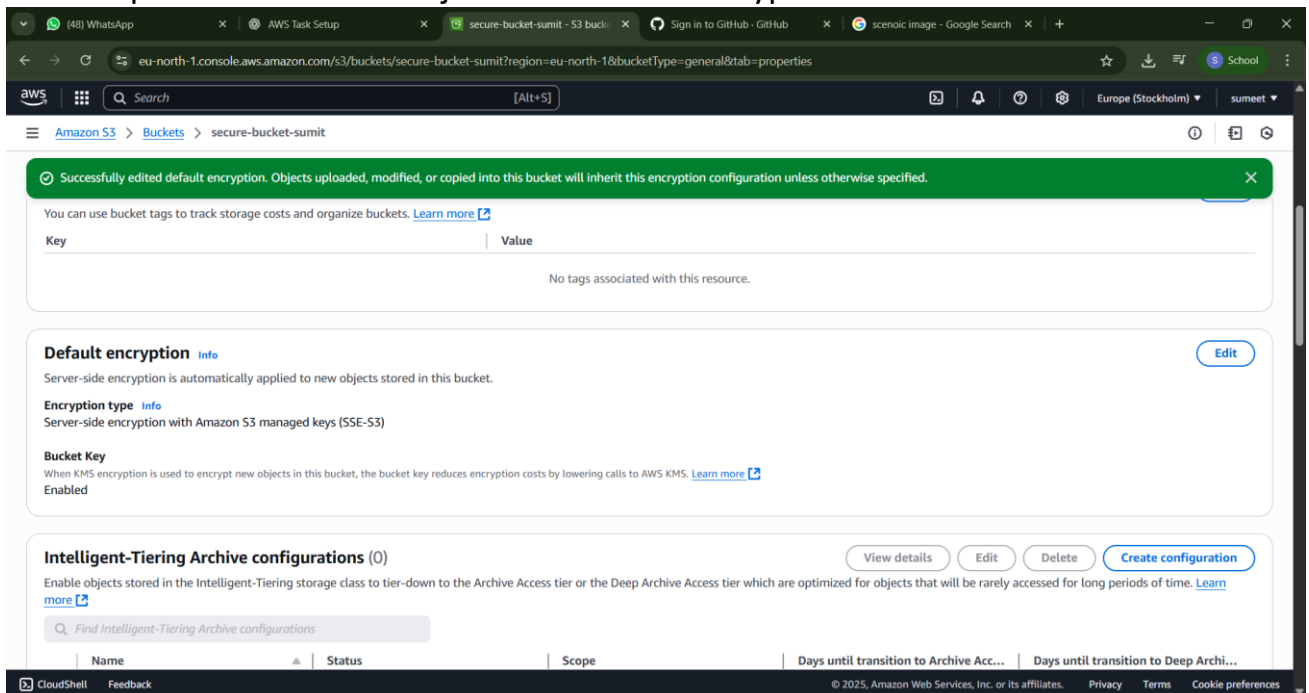 (48) WhatsApp
AWS Task Setup
secure-bucket-sumit - S3 bucke
Sign in to GitHub · GitHub
scenoic image - Google Search
eu-north-1.console.aws.amazon.com/s3/buckets/secure-bucket-sumit?region=eu-north-1&bucketType=general&tab=properties
S School
aws Search [Alt+S] Europe (Stockholm) ▼ sumeet ▼
Amazon S3 > Buckets > secure-bucket-sumit
Successfully edited default encryption. Objects uploaded, modified, or copied into this bucket will inherit this encryption configuration unless otherwise specified.
You can use bucket tags to track storage costs and organize buckets. Learn more
Key Value
No tags associated with this resource.
Default encryption Info Edit
Server-side encryption is automatically applied to new objects stored in this bucket.
Encryption type Info
Server-side encryption with Amazon S3 managed keys (SSE-S3)
Bucket Key
When KMS encryption is used to encrypt new objects in this bucket, the bucket key reduces encryption costs by lowering calls to AWS KMS. Learn more
Enabled
Intelligent-Tiering Archive configurations (0) View details Edit Delete Create configuration
Enable objects stored in the Intelligent-Tiering storage class to tier-down to the Archive Access tier or the Deep Archive Access tier which are optimized for objects that will be rarely accessed for long periods of time. Learn
more
Find Intelligent-Tiering Archive configurations
Name Status Scope Days until transition to Archive Acc... Days until transition to Deep Archi...
CloudShell Feedback © 2025, Amazon Web Services, Inc. or its affiliates. Privacy Terms Cookie preferences